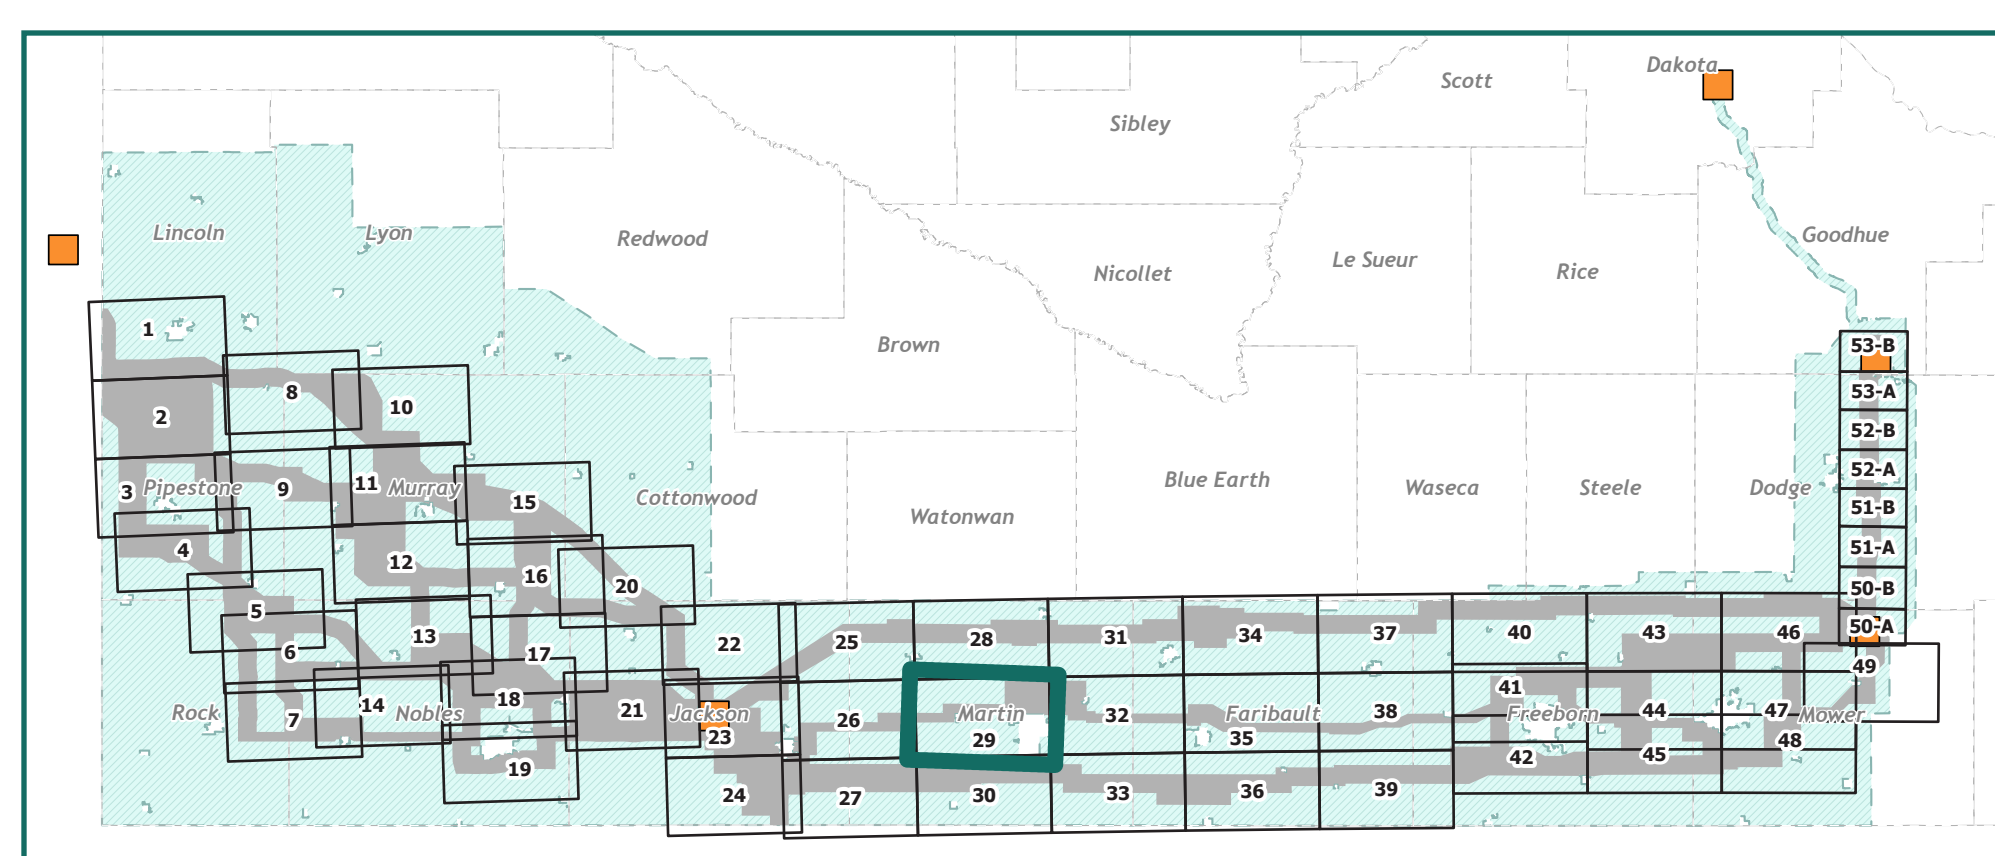 Dakota
Scott
Sibley
Lincoln
Lyon
Redwood
Goodhue
Nicollet
Le Sueur
Rice
1
Brown
53-B
8
53-A
10
2
52-B
52-A
Blue Earth
11
Murray
3
Pipestone
9
Waseca
Steele
Dodge
Cottonwood
15
51-B
Watonwan
4
51-A
12
16
20
50-B
5
50-A
13
22
25
28
31
34
37
40
43
46
6
17
49
41
18
14
Rock
7
Nobles
21
Jackson
26
Martin
32
Faribault
38
Freeborn
44
47
Mower
23
29
35
48
42
45
19
24
27
30
33
36
39